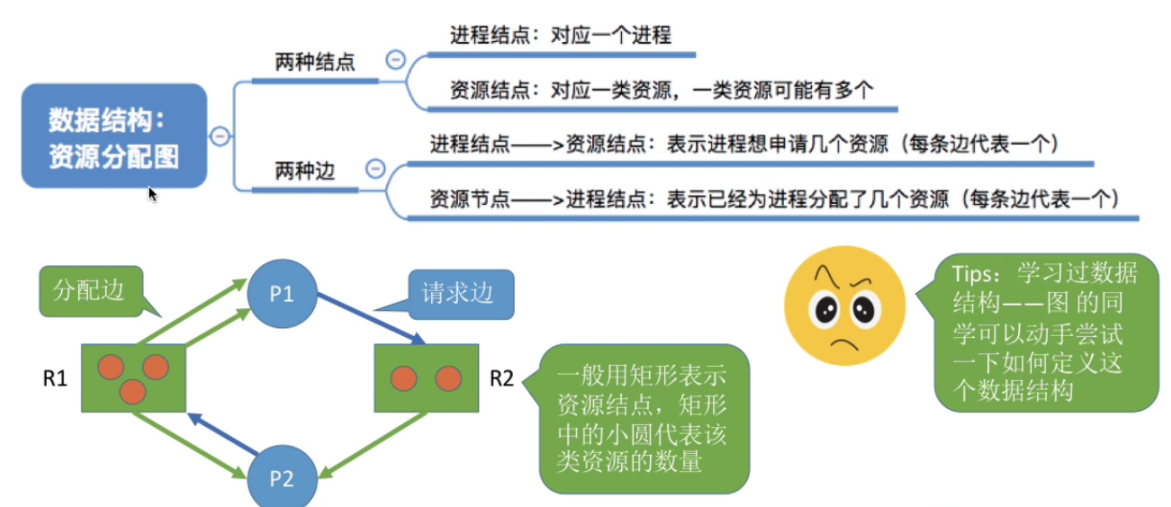 数据结构：
资源分配图
两种结点
进程结点：对应一个进程
资源结点：对应一类资源，一类资源可能有多个
两种边
进程结点——>资源结点：表示进程想申请几个资源（每条边代表一个）
资源节点——>进程结点：表示已经为进程分配了几个资源（每条边代表一个）
分配边
P1
请求边
R1
R2
P2
一般用矩形表示
资源结点，矩形
中的小圆代表该
类资源的数量
Tips：学习过数据
结构——图 的同
学可以动手尝试
一下如何定义这
个数据结构